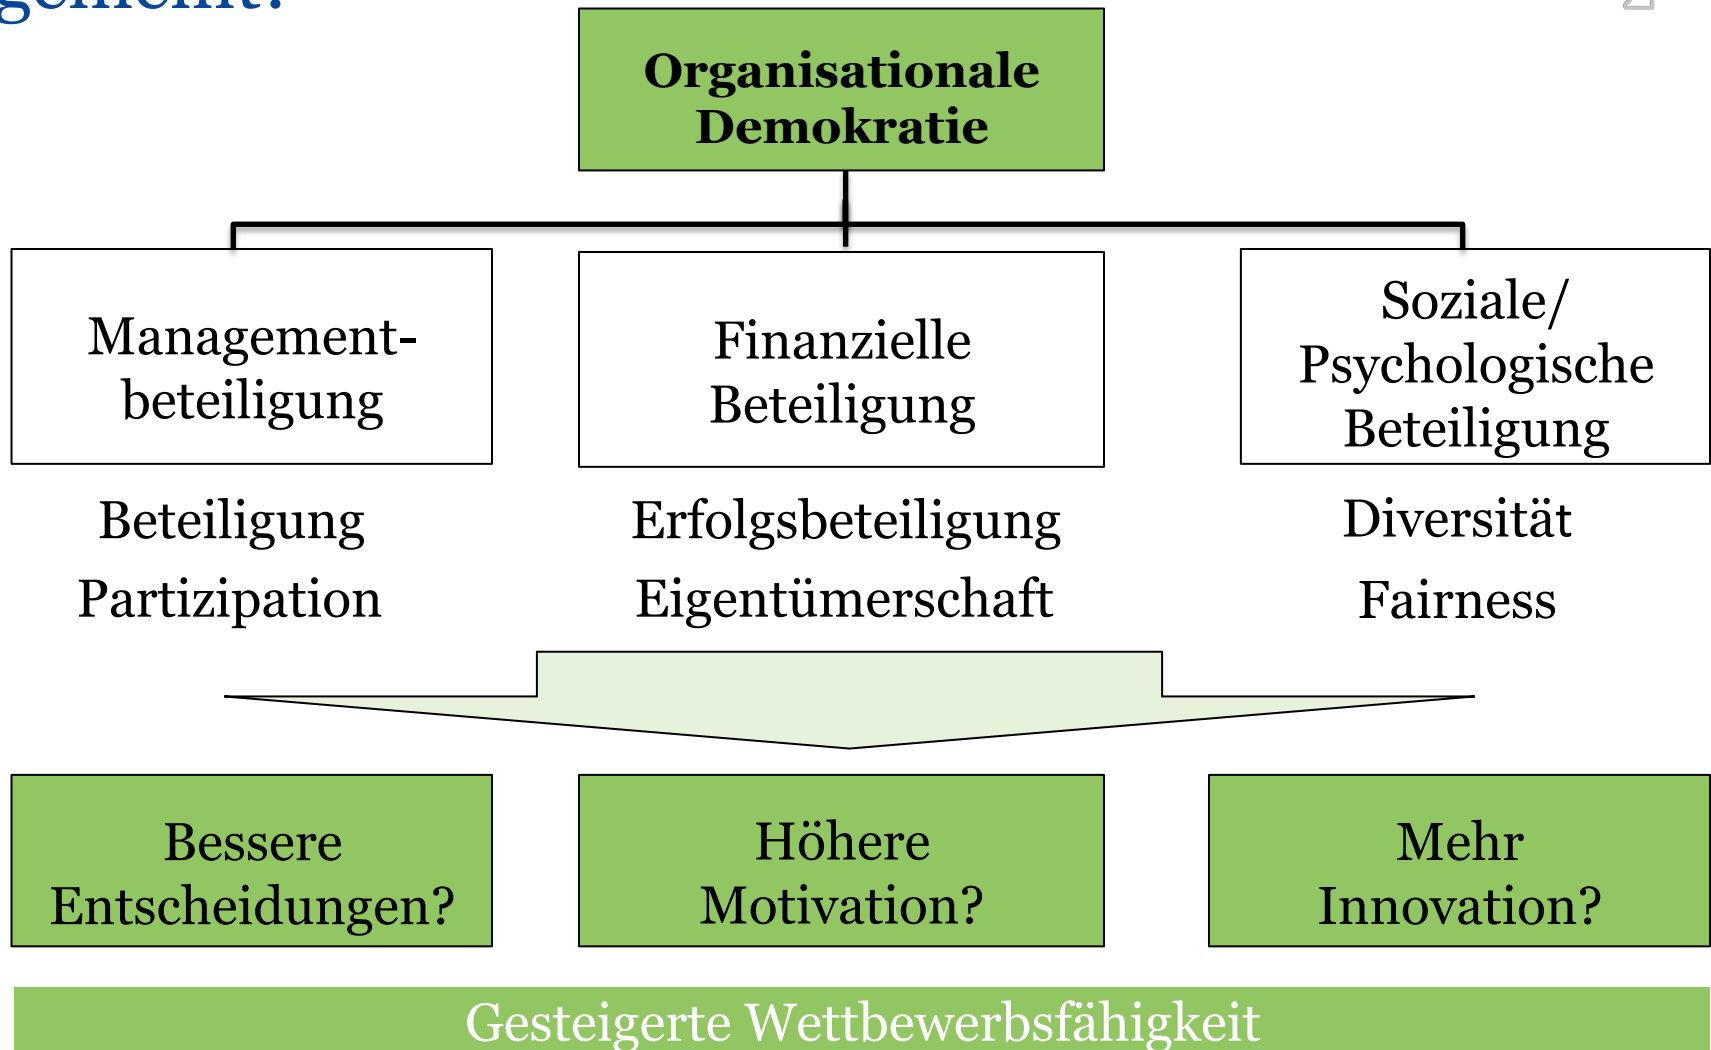 gemeint?
Organisationale
Demokratie
Management-
beteiligung
Finanzielle
Beteiligung
Soziale/
Psychologische
Beteiligung
Beteiligung
Partizipation
Erfolgsbeteiligung
Eigentümerschaft
Diversität
Fairness
Bessere
Entscheidungen?
Höhere
Motivation?
Mehr
Innovation?
Gesteigerte Wettbewerbsfähigkeit